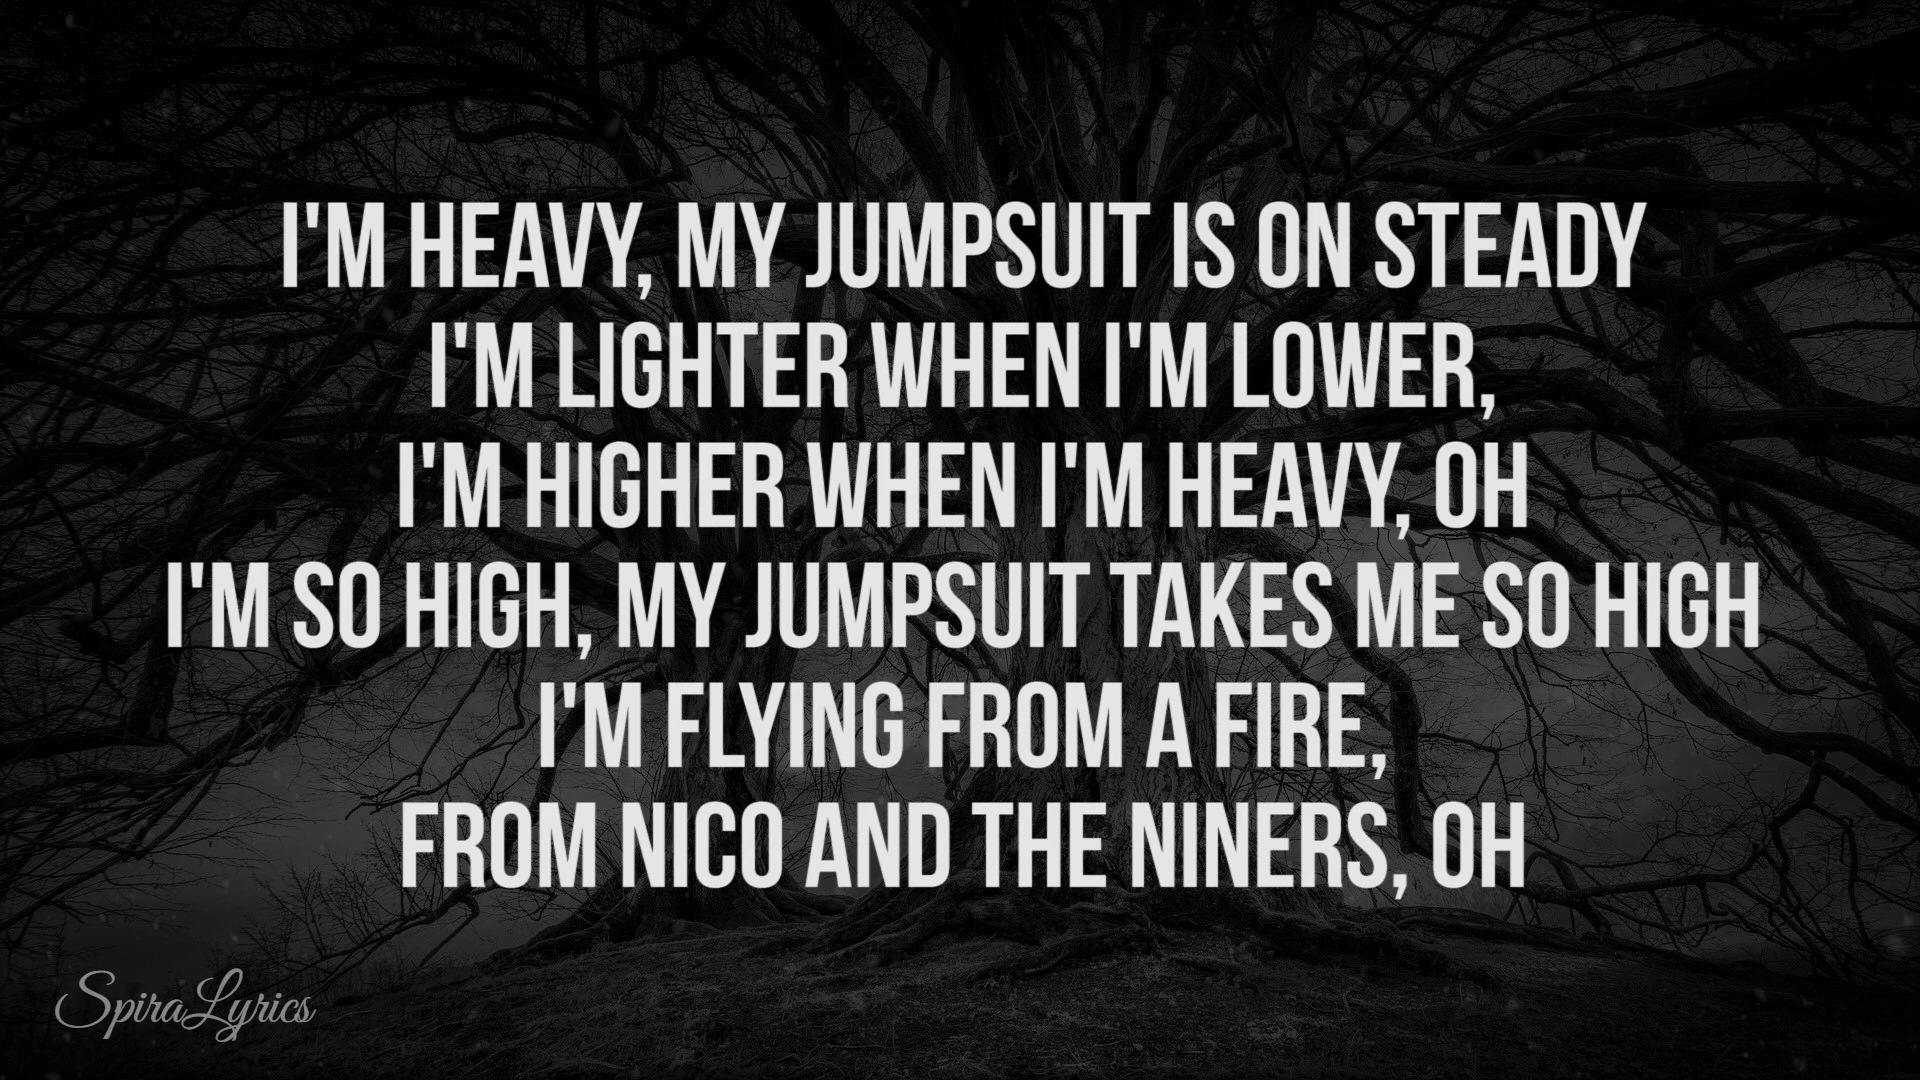 I'M HEAVY, MY JUMPSUIT IS ON STEADY
I'M LIGHTER WHEN I'M LOWER,
I'M HIGHER WHEN I'M HEAVY, OH
I'M SO HIGH, MY JUMPSUIT TAKES ME SO HIGH
I'M FLYING FROM A FIRE,
FROM NICO AND THE NINERS, OH
SpiraLyrics